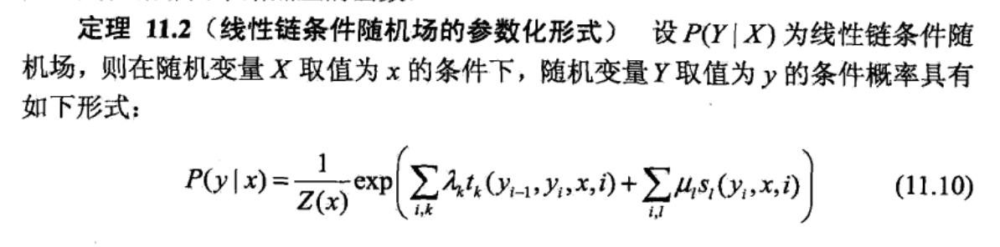 定理 11.2(线性链条件随机场的参数化形式) 设 P(Y | X) 为线性链条件随
机场,则在随机变量 X 取值为 x 的条件下,随机变量 Y 取值为 y 的条件概率具有
如下形式:
P(y | x) = \frac{1}{Z(x)} \exp\left( \sum_{i,k} \lambda_k t_k(y_{i-1}, y_i, x, i) + \sum_{i,l} \mu_l s_l(y_i, x, i) \right) (11.10)